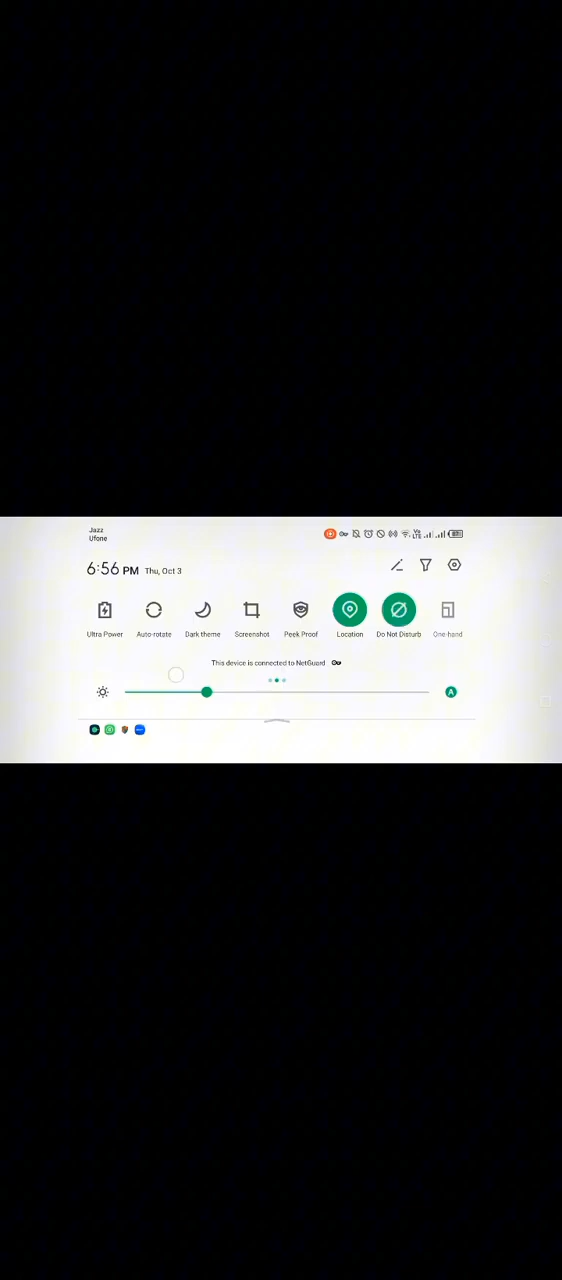 Jazz
Ufone
6:56 PM Thu, Oct 3
Ultra Power Auto-rotate Dark theme Screenshot Peek Proof Location Do Not Disturb One-hand
This device is connected to NetGuard
A